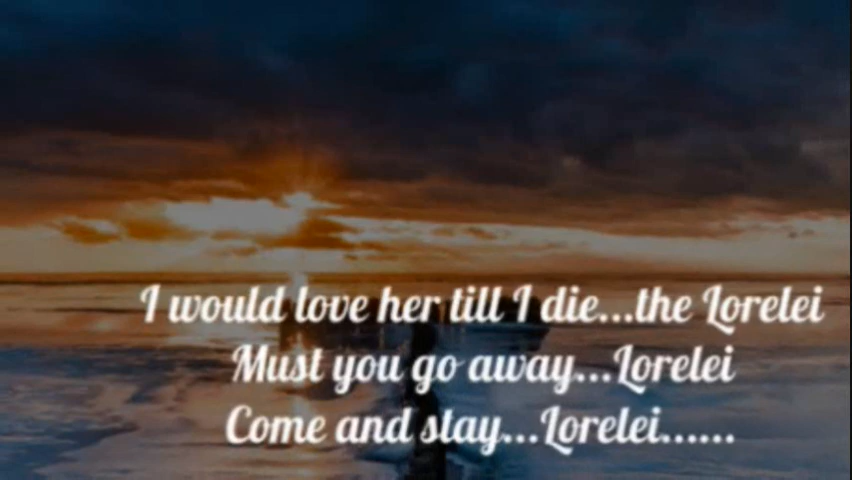 I would love her till I die...the Lorelei
Must you go away...Lorelei
Come and stay...Lorelei......